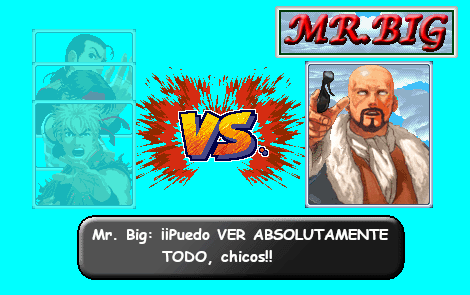 MR.BIG
VS.
Mr. Big: ¡¡Puedo VER ABSOLUTAMENTE
TODO, chicos!!